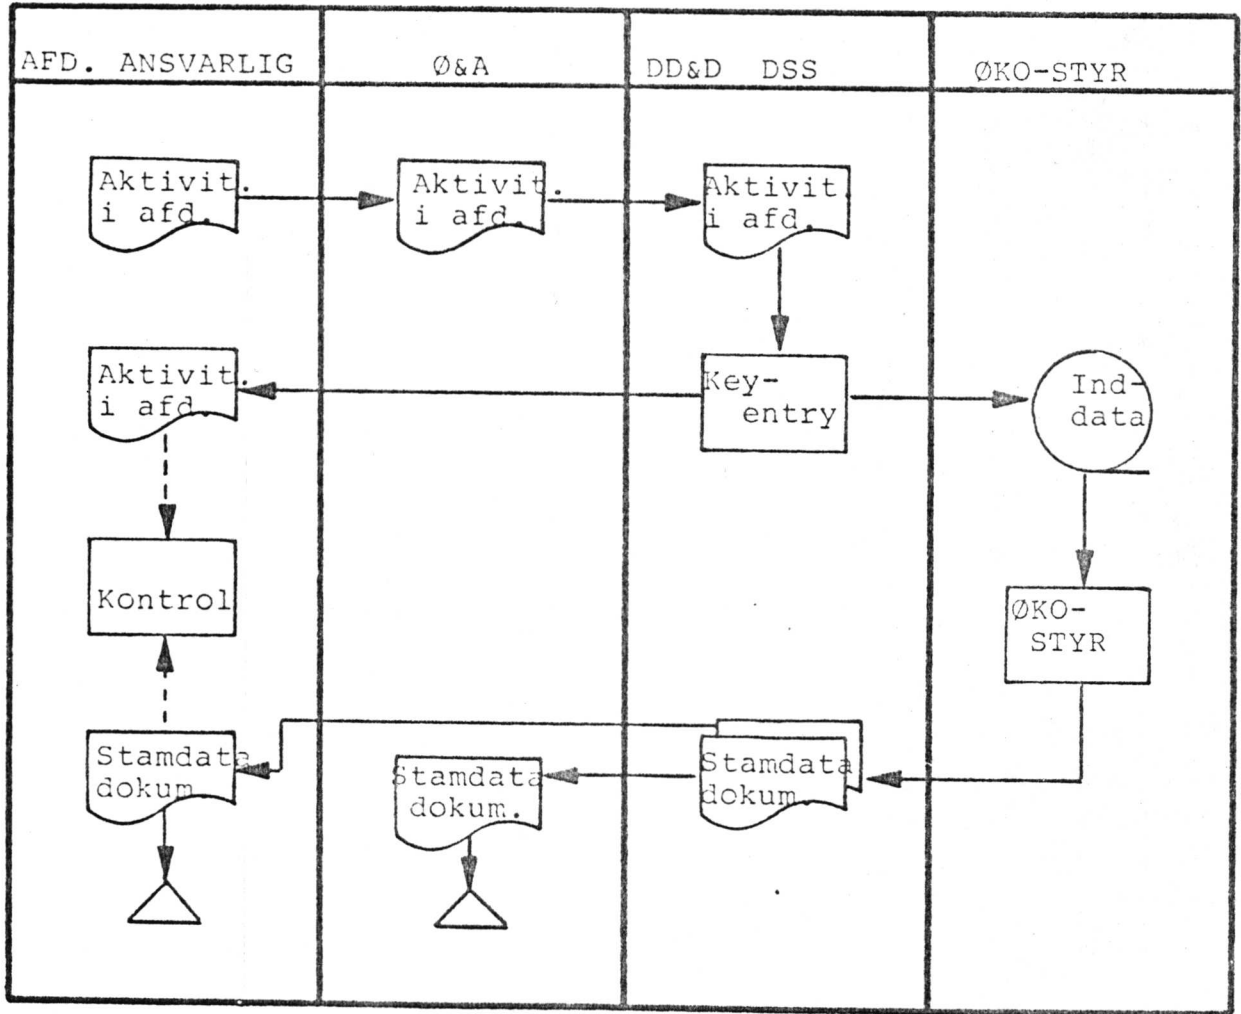 AFD. ANSVARLIG
Ø&A
DD&D DSS
ØKO-STYR
Aktivit.
i afd.
Aktivit.
i afd.
Aktivit.
i afd.
Aktivit.
i afd.
Key-
entry
Ind-
data
Kontrol
ØKO-
STYR
Stamdata
dokum.
Stamdata
dokum.
Stamdata
dokum.